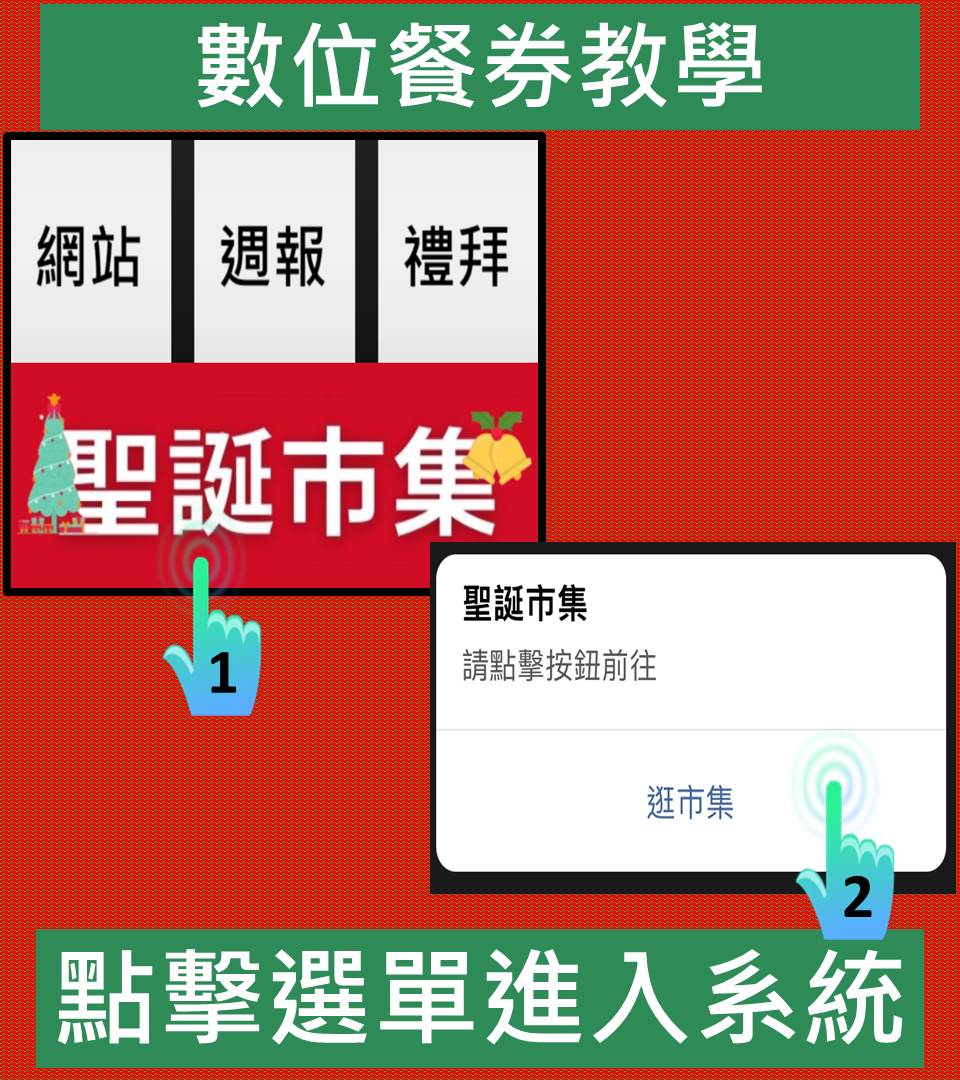 數位餐券教學
網站 週報 禮拜
聖誕市集
1
聖誕市集
請點擊按鈕前往
逛市集
2
點擊選單進入系統